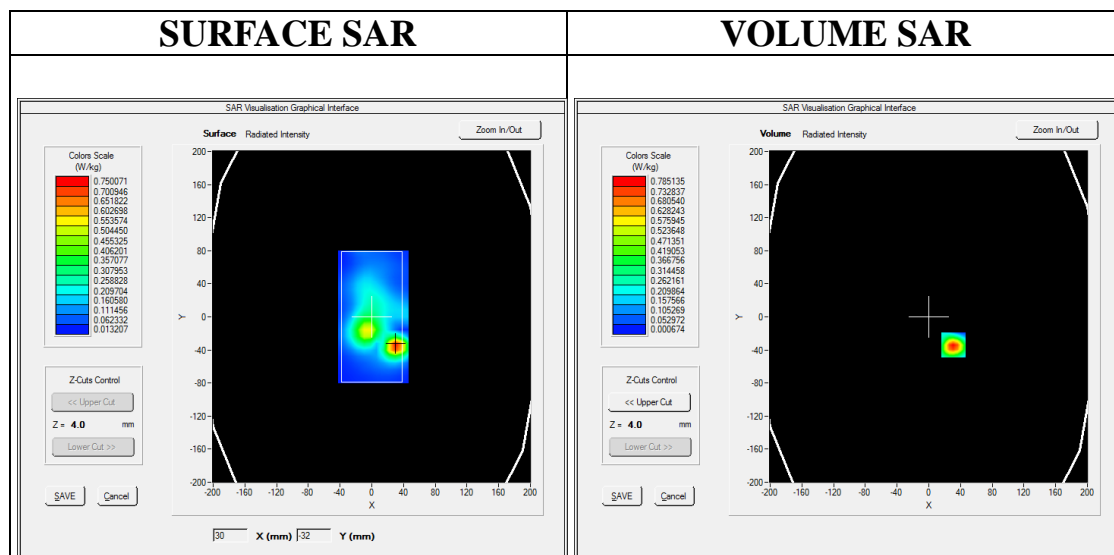 SURFACE SAR
VOLUME SAR
SAR Visualisation Graphical Interface
Surface Radiated Intensity
Zoom In/Out
Colors Scale
(W/kg)
0.750071
0.700946
0.651822
0.602698
0.553574
0.504450
0.455325
0.406201
0.357077
0.307953
0.258828
0.209704
0.160580
0.111456
0.062332
0.013207
Z-Cuts Control
<< Upper Cut
Z = 4.0 mm
Lower Cut >>
SAVE Cancel
200
160
120
80
40
0
-40
-80
-120
-160
-200
Y
-200 -160 -120 -80 -40 0 40 80 120 160 200
X
30 X (mm) -32 Y (mm)
SAR Visualisation Graphical Interface
Volume Radiated Intensity
Zoom In/Out
Colors Scale
(W/kg)
0.785135
0.732837
0.680540
0.628243
0.575945
0.523648
0.471351
0.419053
0.366756
0.314458
0.262161
0.209864
0.157566
0.105269
0.052972
0.000674
Z-Cuts Control
<< Upper Cut
Z = 4.0 mm
Lower Cut >>
SAVE Cancel
200
160
120
80
40
0
-40
-80
-120
-160
-200
Y
-200 -160 -120 -80 -40 0 40 80 120 160 200
X